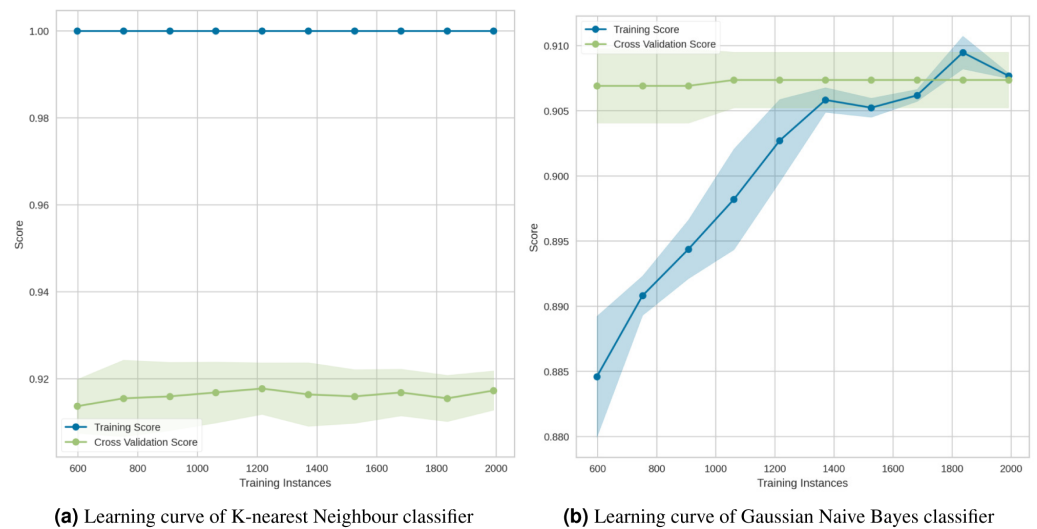 1.00
0.98
0.96
0.94
0.92
Score
Training Score
Cross Validation Score
600 800 1000 1200 1400 1600 1800 2000
Training Instances
(a) Learning curve of K-nearest Neighbour classifier
Training Score
Cross Validation Score
0.910
0.905
0.900
0.895
0.890
0.885
0.880
Score
600 800 1000 1200 1400 1600 1800 2000
Training Instances
(b) Learning curve of Gaussian Naive Bayes classifier